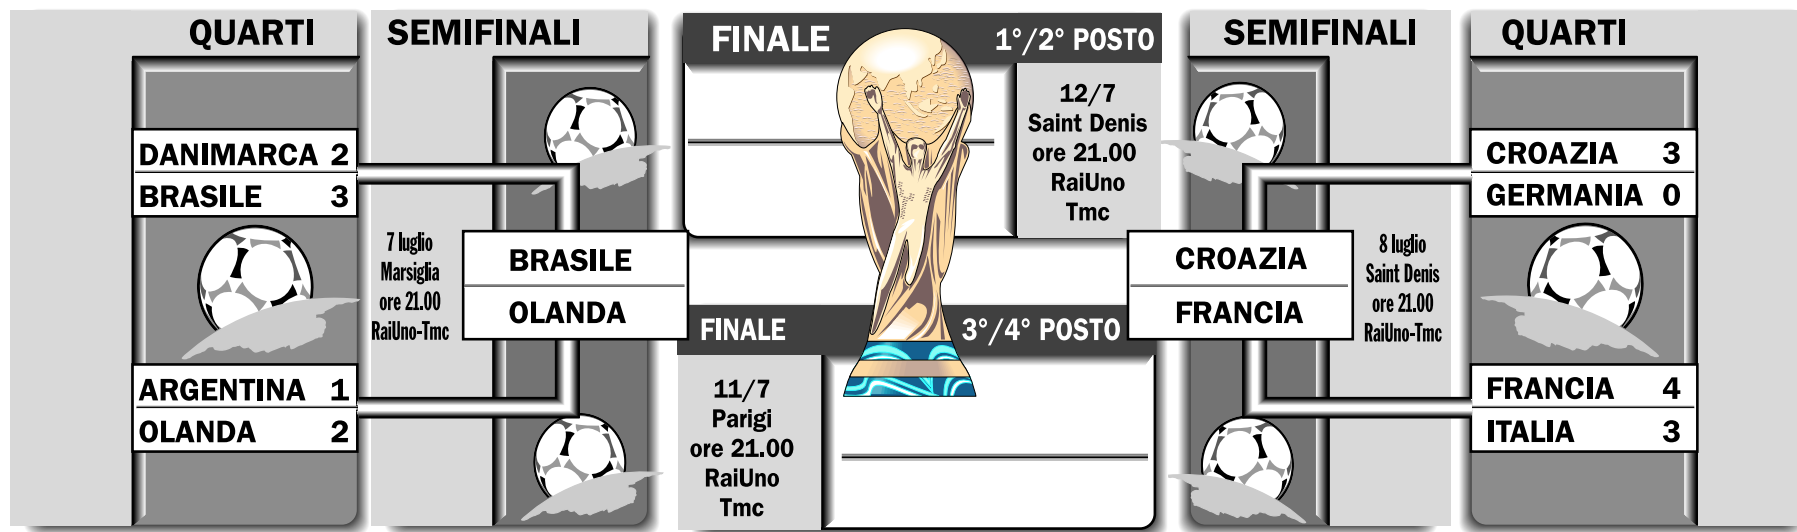 QUARTI
DANIMARCA 2
BRASILE 3
ARGENTINA 1
OLANDA 2
SEMIFINALI
7 luglio
Marsiglia
ore 21.00
RaiUno-Tmc
BRASILE
OLANDA
FINALE 1°/2° POSTO
12/7
Saint Denis
ore 21.00
RaiUno
Tmc
FINALE 3°/4° POSTO
11/7
Parigi
ore 21.00
RaiUno
Tmc
SEMIFINALI
CROAZIA
FRANCIA
8 luglio
Saint Denis
ore 21.00
RaiUno-Tmc
QUARTI
CROAZIA 3
GERMANIA 0
FRANCIA 4
ITALIA 3